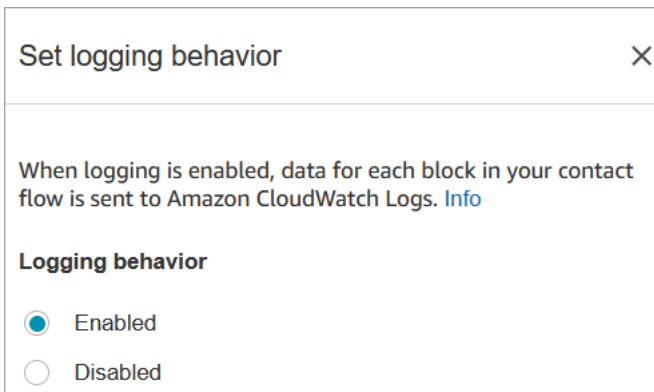 Set logging behavior
When logging is enabled, data for each block in your contact
flow is sent to Amazon CloudWatch Logs. Info
Logging behavior
Enabled
Disabled